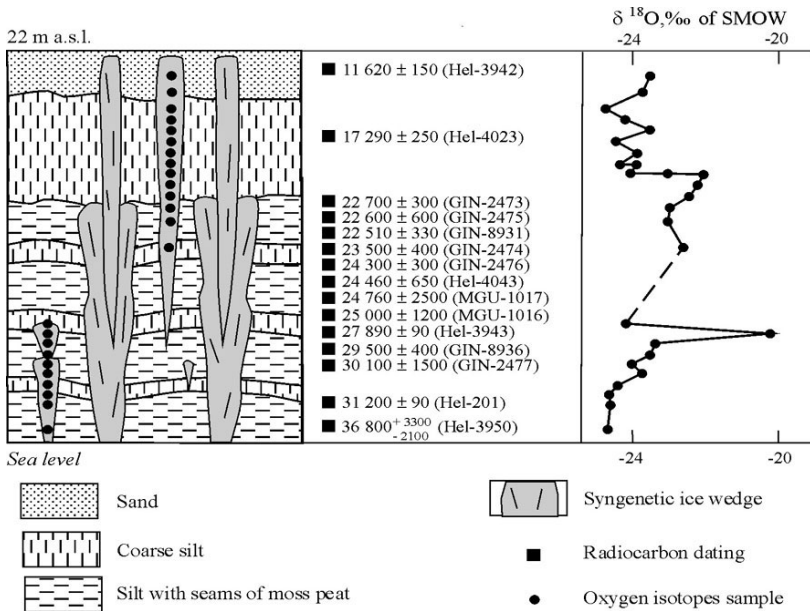 δ ¹⁸O,‰ of SMOW
22 m a.s.l.
-24 -20
11 620 ± 150 (Hel-3942)
17 290 ± 250 (Hel-4023)
22 700 ± 300 (GIN-2473)
22 600 ± 600 (GIN-2475)
22 510 ± 330 (GIN-8931)
23 500 ± 400 (GIN-2474)
24 300 ± 300 (GIN-2476)
24 460 ± 650 (Hel-4043)
24 760 ± 2500 (MGU-1017)
25 000 ± 1200 (MGU-1016)
27 890 ± 90 (Hel-3943)
29 500 ± 400 (GIN-8936)
30 100 ± 1500 (GIN-2477)
31 200 ± 90 (Hel-201)
36 800 + 3300 - 2100 (Hel-3950)
-24 -20
Sea level
Sand
Coarse silt
Silt with seams of moss peat
Syngenetic ice wedge
Radiocarbon dating
Oxygen isotopes sample